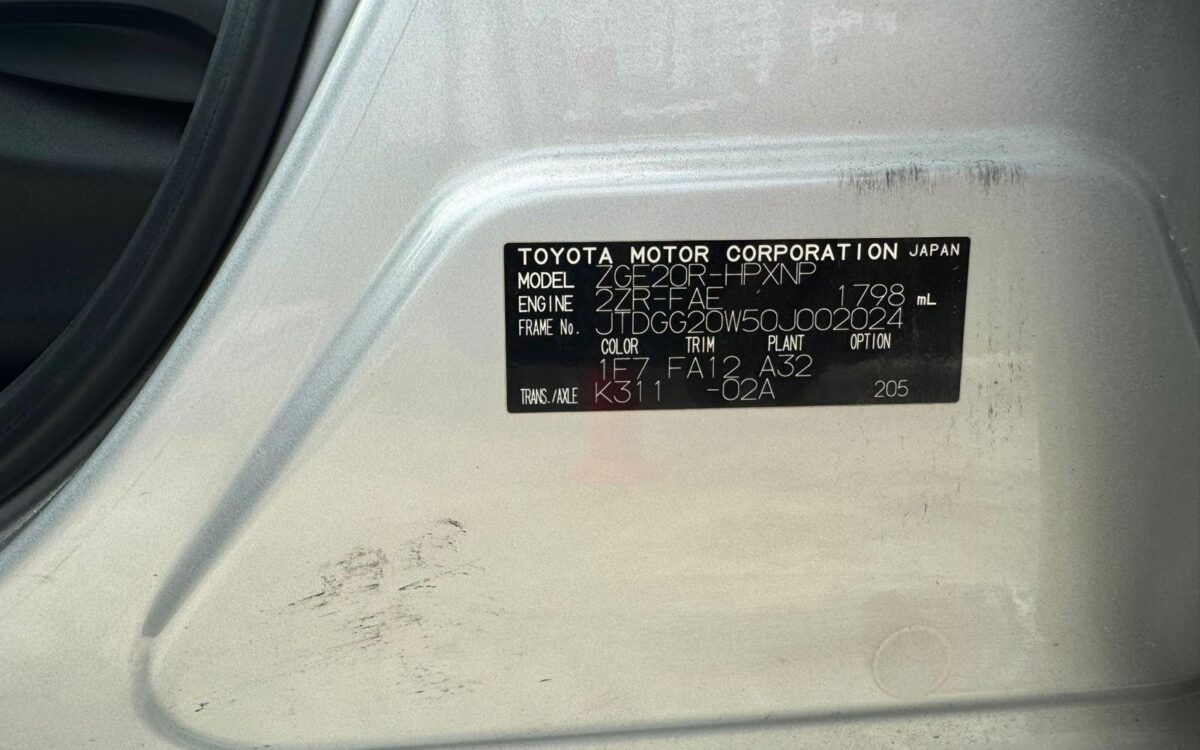 TOYOTA MOTOR CORPORATION JAPAN
MODEL ZGE20R-HPXNP
ENGINE 2ZR-FAE 1798 mL
FRAME No. JTDGG20W50J002024
COLOR TRIM PLANT OPTION
1F7 FA12 A32
TRANS./AXLE K311 -02A 205